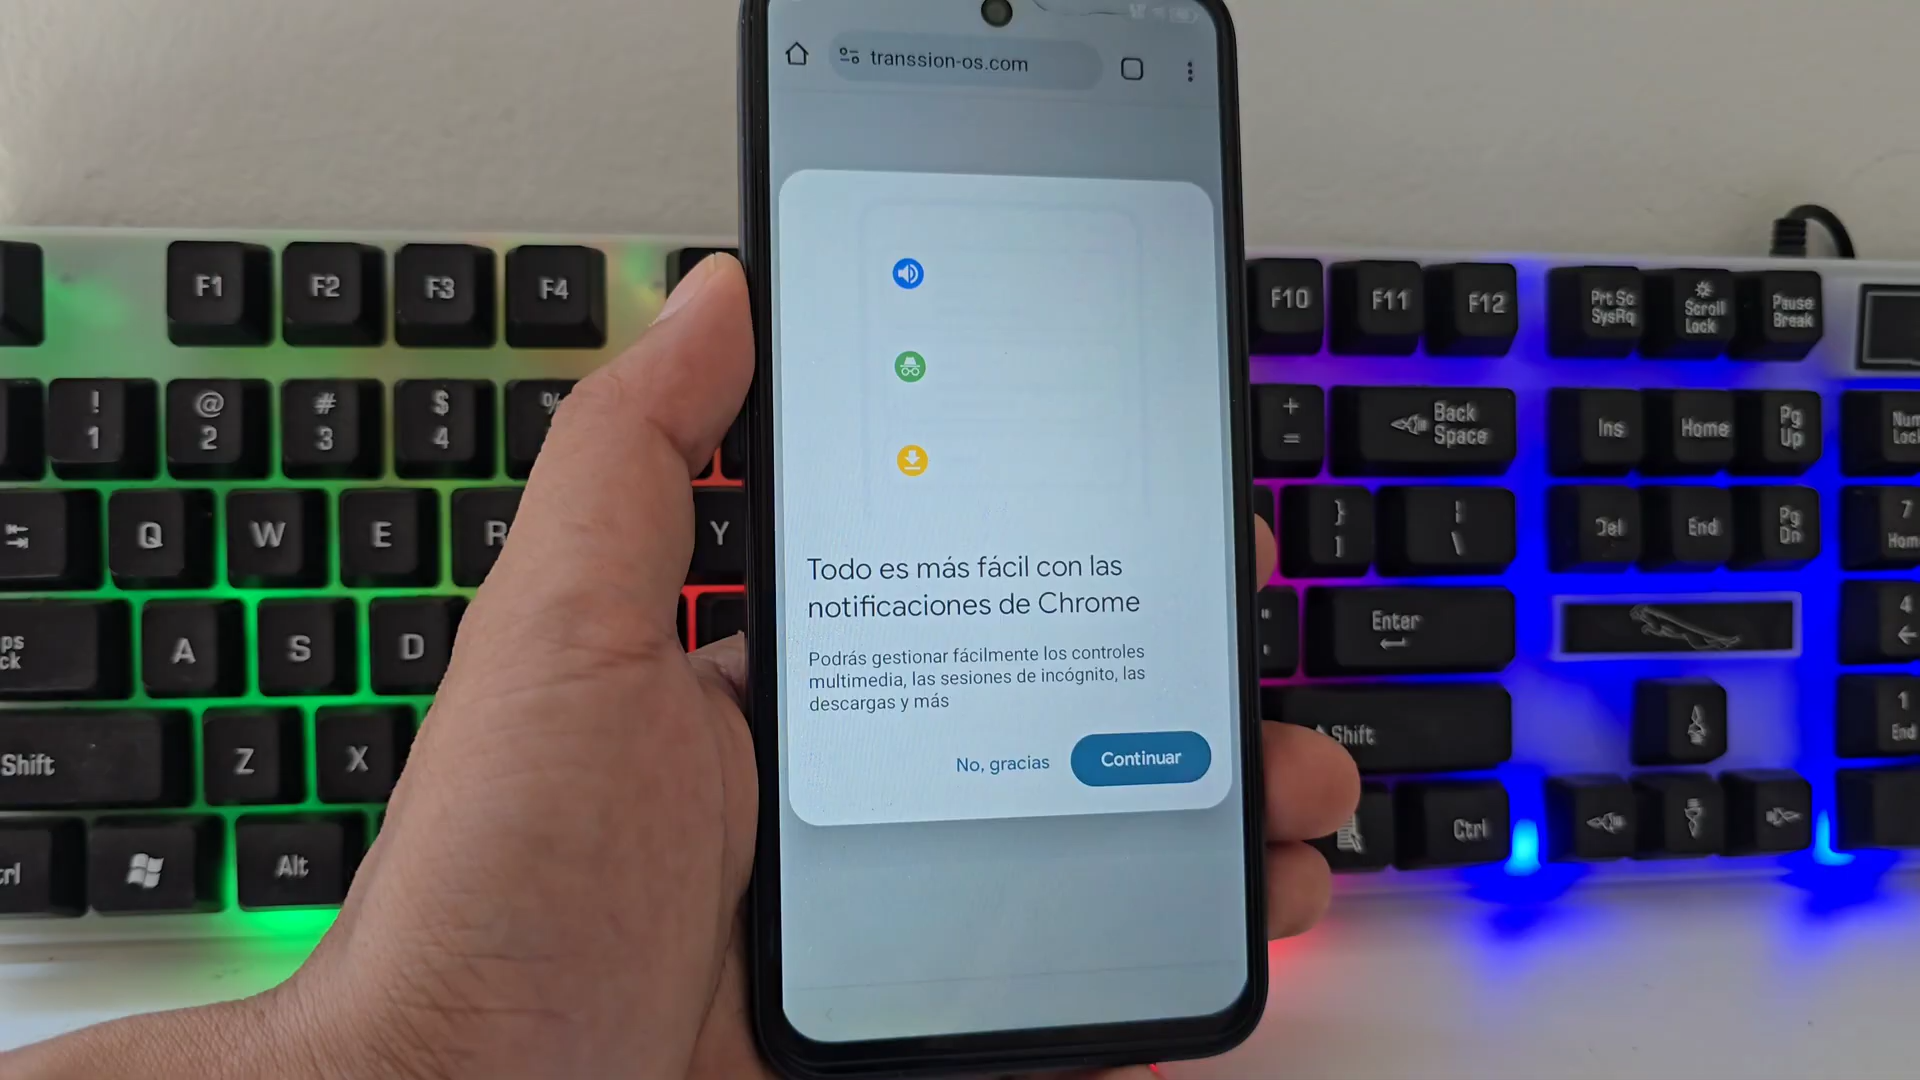 transsion-os.com
Todo es más fácil con las
notificaciones de Chrome
Podrás gestionar fácilmente los controles
multimedia, las sesiones de incógnito, las
descargas y más
No, gracias
Continuar
F1
F2
F3
F4
F10
F11
F12
Prt Sc
SysRq
Scroll
Lock
Pause
Break
!
1
@
2
#
3
$
4
%
+
=
Back
Space
Ins
Home
Pg
Up
Num
Lock
Q
W
E
R
Y
}
]
¦
\
Del
End
Pg
Dn
7
Home
ps
ck
A
S
D
"
'
Enter
4
Shift
Z
X
Shift
1
End
trl
Alt
Ctrl